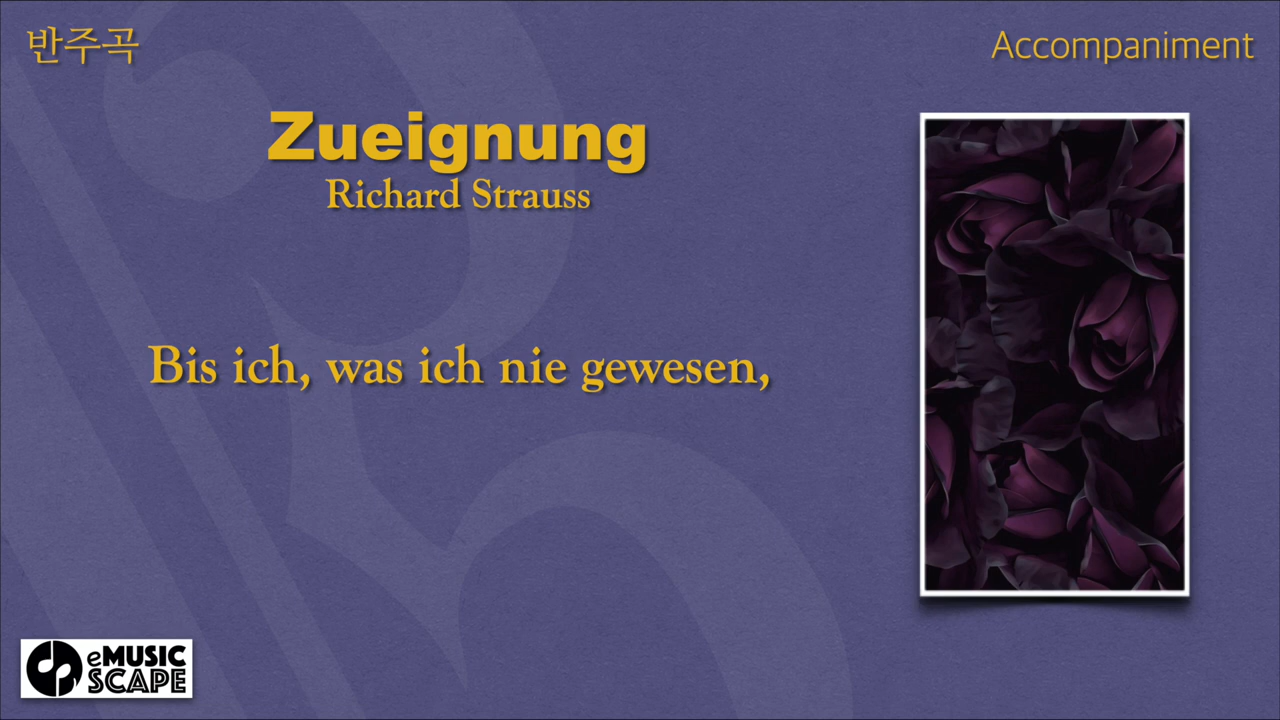 반주곡
Accompaniment
Zueignung
Richard Strauss
Bis ich, was ich nie gewesen,
eMUSIC
SCAPE